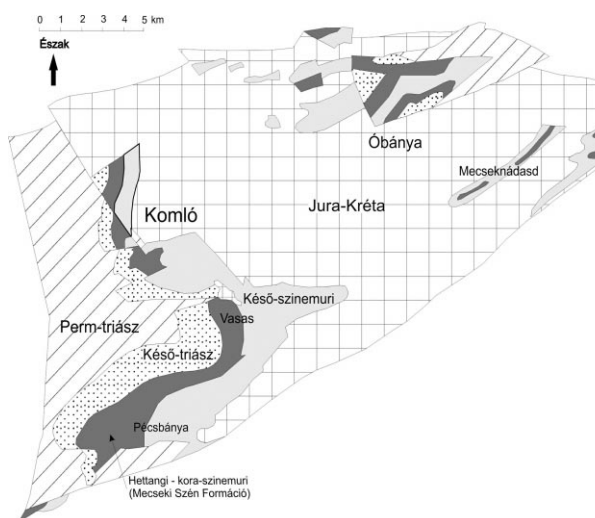 0 1 2 3 4 5 km
Észak
Óbánya
Mecseknádasd
Komló
Jura-Kréta
Késő-szinemuri
Vasas
Perm-triász
Késő-triász
Pécsbánya
Hettangi - kora-szinemuri
(Mecseki Szén Formáció)